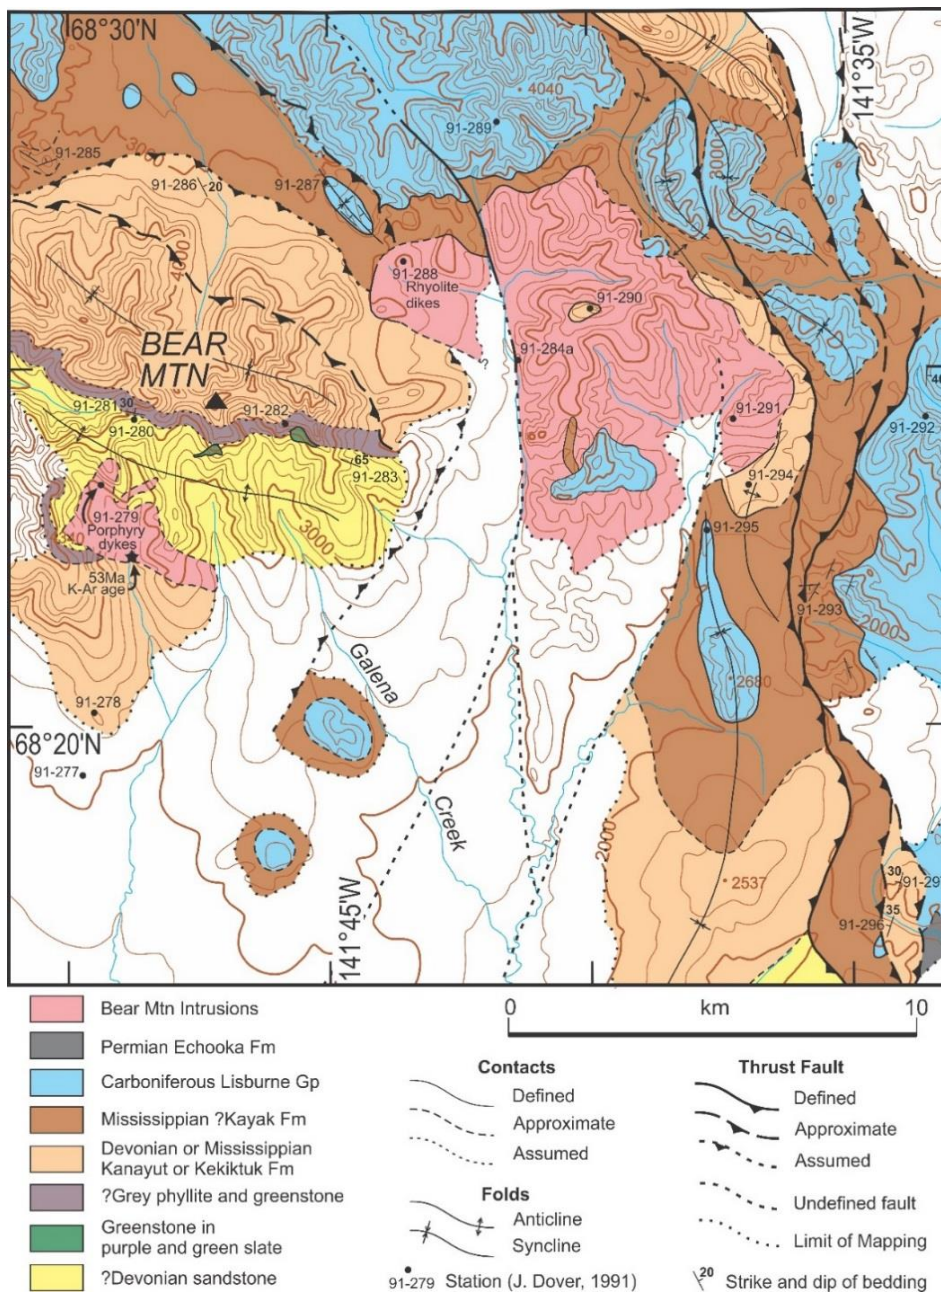 68°30'N
141°35'W
4040
91-289
91-285
3000
91-286
20
91-287
3000
4000
91-288
Rhyolite
dikes
91-290
BEAR
MTN
91-284a
?
91-281
30
91-280
91-282
91-291
91-292
65
91-283
91-294
91-279
Porphyry
dykes
3000
91-295
53Ma
K-Ar age
91-293
2000
Galena
2680
91-278
68°20'N
91-277
Creek
2000
141°45'W
2537
30
91-29
35
91-296
Bear Mtn Intrusions
Permian Echooka Fm
Carboniferous Lisburne Gp
Mississippian ?Kayak Fm
Devonian or Mississippian
Kanayut or Kekiktuk Fm
?Grey phyllite and greenstone
Greenstone in
purple and green slate
?Devonian sandstone
0 km 10
Contacts
Defined
Approximate
Assumed
Folds
Anticline
Syncline
91-279 Station (J. Dover, 1991)
Thrust Fault
Defined
Approximate
Assumed
Undefined fault
Limit of Mapping
20 Strike and dip of bedding